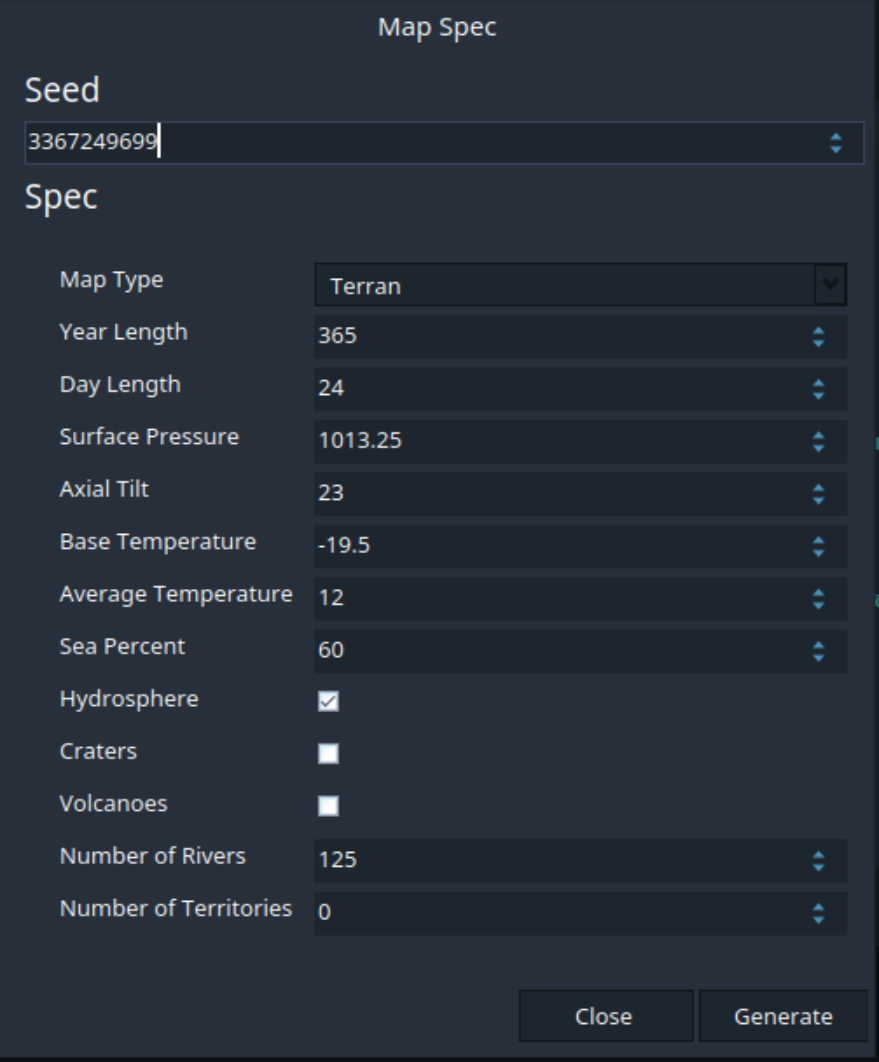 Map Spec
Seed
3367249699
Spec
Map Type Terran
Year Length 365
Day Length 24
Surface Pressure 1013.25
Axial Tilt 23
Base Temperature -19.5
Average Temperature 12
Sea Percent 60
Hydrosphere
Craters
Volcanoes
Number of Rivers 125
Number of Territories 0
Close Generate